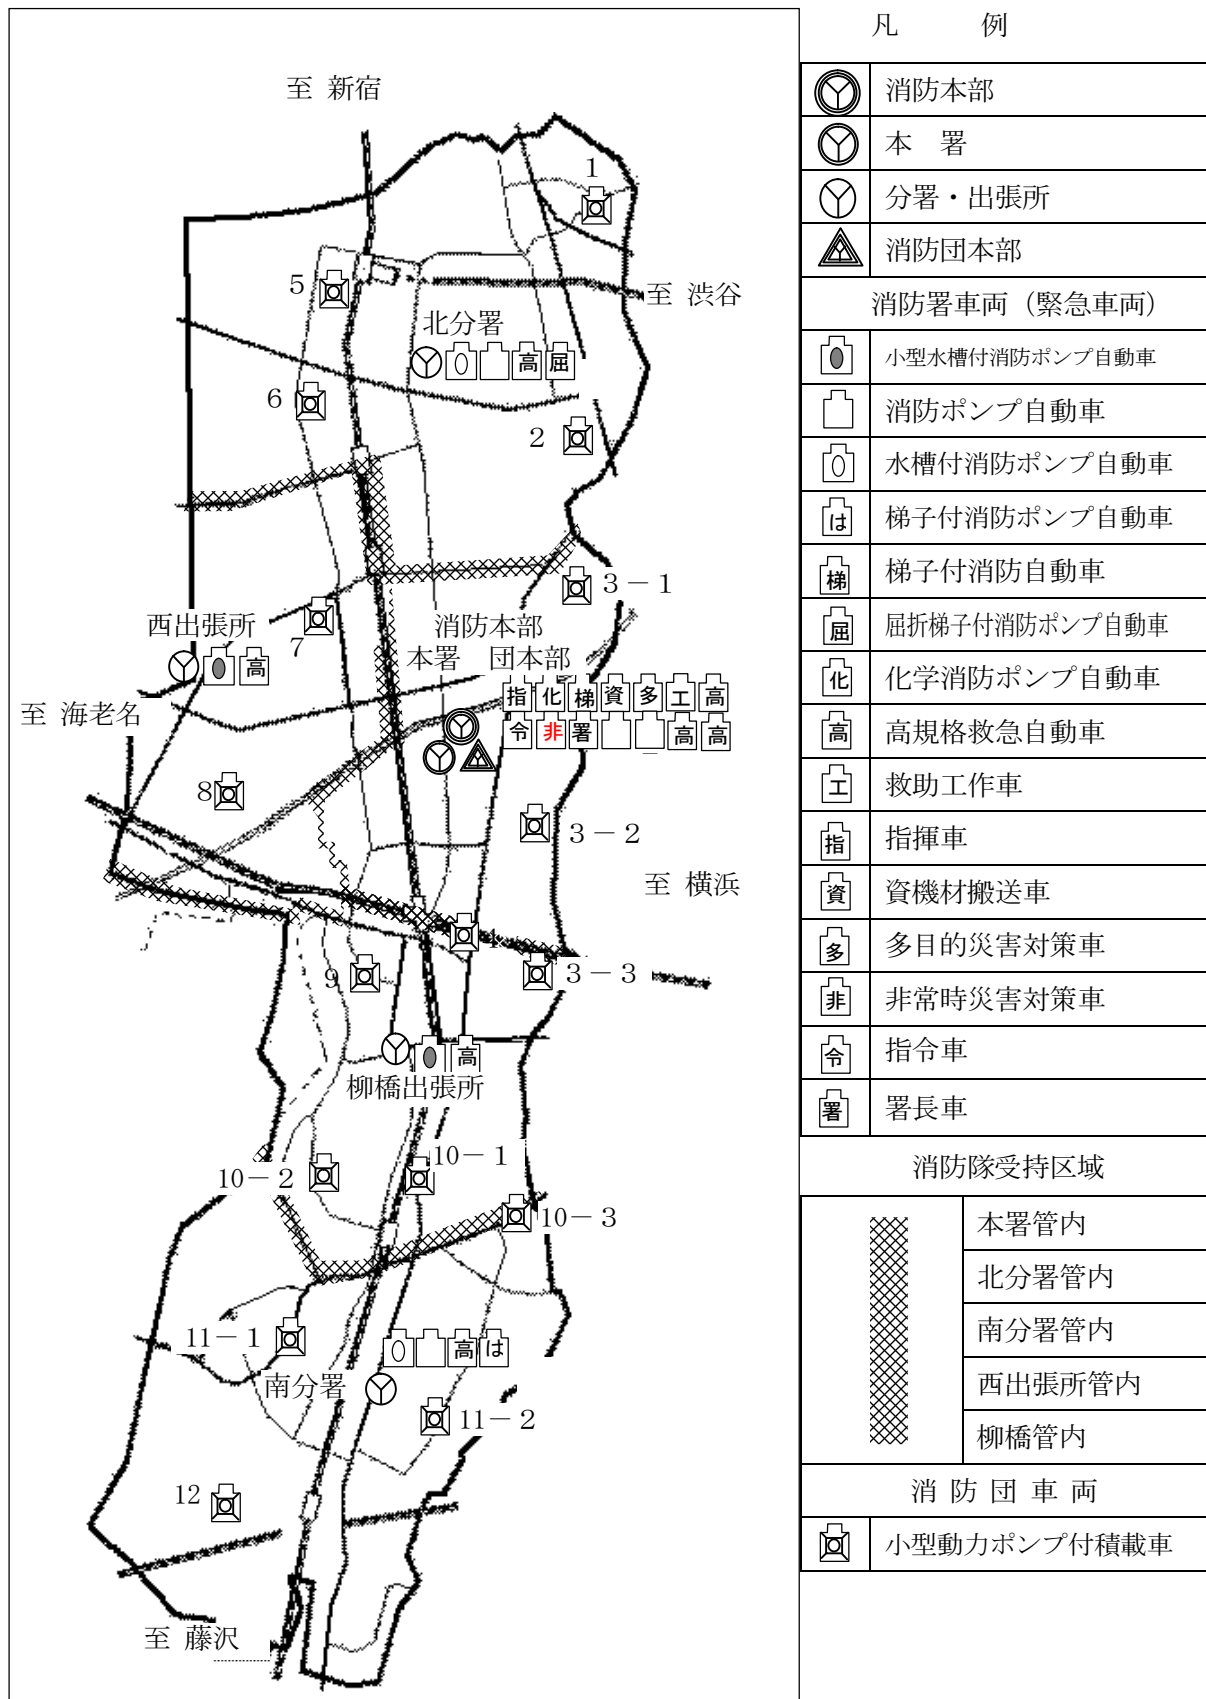 至 新宿
1
5
至 渋谷
北分署
高 屈
6
2
3－1
西出張所
7
消防本部
本署 団本部
高
指 化 梯 資 多 工 高
令 非 署 高 高
至 海老名
8
3－2
至 横浜
4
9
3－3
高
柳橋出張所
10－1
10－2
10－3
11－1
高 は
南分署
11－2
12
至 藤沢
凡 例
消防本部
本 署
分署・出張所
消防団本部
消防署車両（緊急車両）
小型水槽付消防ポンプ自動車
消防ポンプ自動車
水槽付消防ポンプ自動車
は 梯子付消防ポンプ自動車
梯 梯子付消防自動車
屈 屈折梯子付消防ポンプ自動車
化 化学消防ポンプ自動車
高 高規格救急自動車
工 救助工作車
指 指揮車
資 資機材搬送車
多 多目的災害対策車
非 非常時災害対策車
令 指令車
署 署長車
消防隊受持区域
本署管内
北分署管内
南分署管内
西出張所管内
柳橋管内
消 防 団 車 両
小型動力ポンプ付積載車